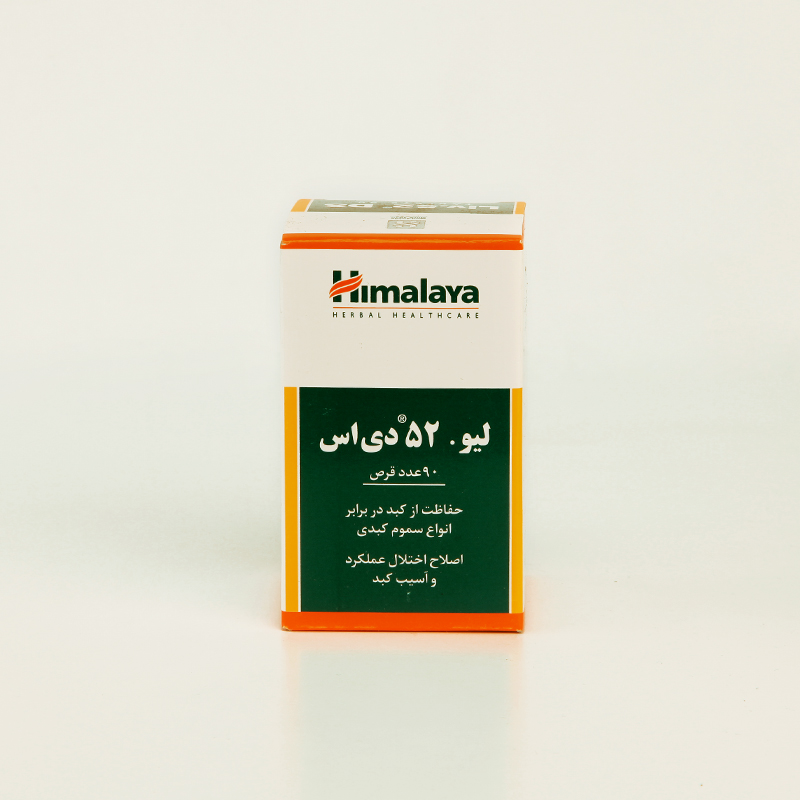 Himalaya
HERBAL HEALTHCARE
لیو. ۵۲® دی‌اس
۹۰ عدد قرص
حفاظت از کبد در برابر
انواع سموم کبدی
اصلاح اختلال عملکرد
و آسیب کبد